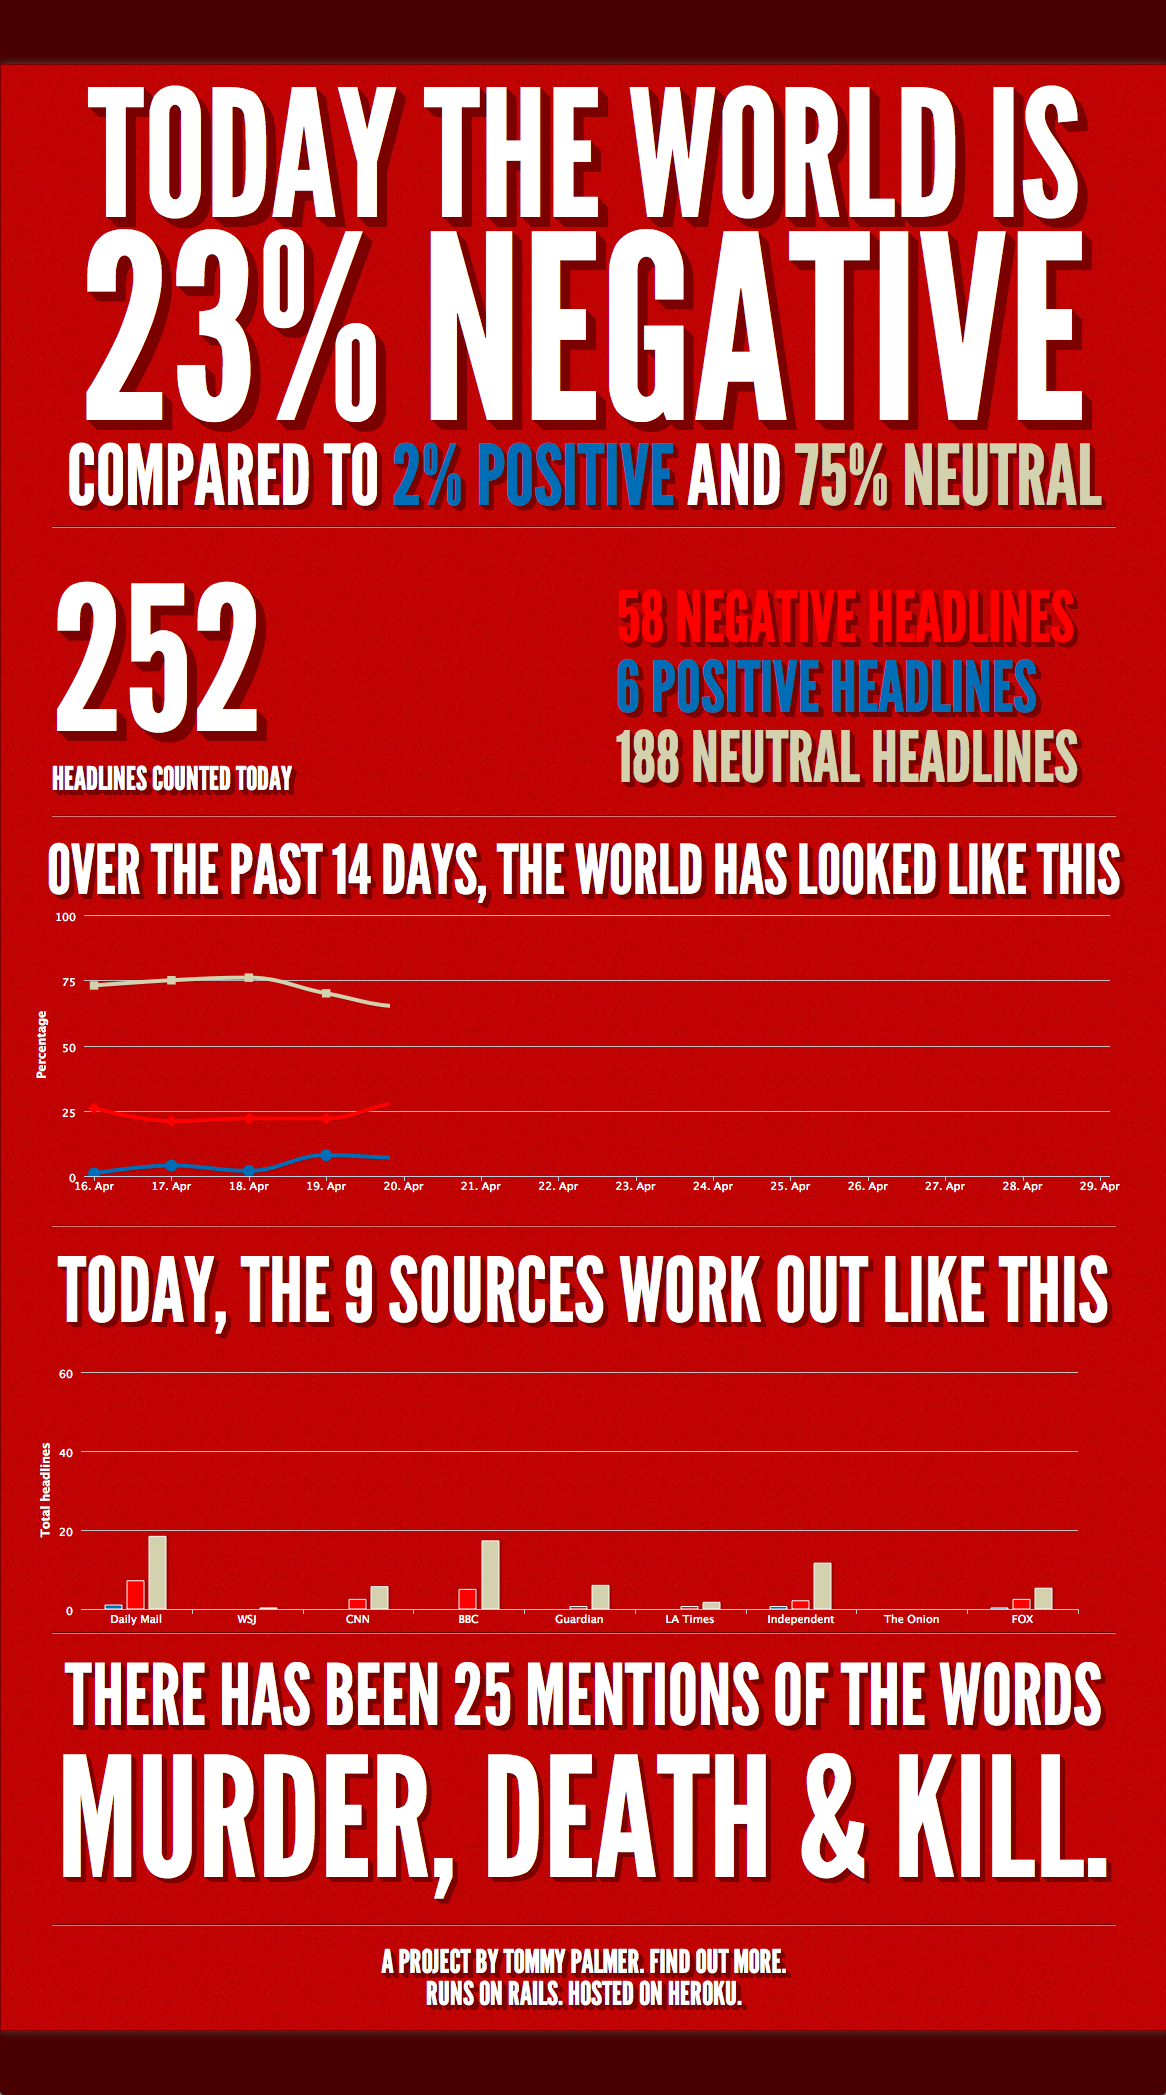 TODAY THE WORLD IS
23% NEGATIVE
COMPARED TO 2% POSITIVE AND 75% NEUTRAL
252
HEADLINES COUNTED TODAY
58 NEGATIVE HEADLINES
6 POSITIVE HEADLINES
188 NEUTRAL HEADLINES
OVER THE PAST 14 DAYS, THE WORLD HAS LOOKED LIKE THIS
Percentage
100
75
50
25
0
16. Apr 17. Apr 18. Apr 19. Apr 20. Apr 21. Apr 22. Apr 23. Apr 24. Apr 25. Apr 26. Apr 27. Apr 28. Apr 29. Apr
TODAY, THE 9 SOURCES WORK OUT LIKE THIS
Total headlines
60
40
20
0
Daily Mail WSJ CNN BBC Guardian LA Times Independent The Onion FOX
THERE HAS BEEN 25 MENTIONS OF THE WORDS
MURDER, DEATH & KILL.
A PROJECT BY TOMMY PALMER. FIND OUT MORE.
RUNS ON RAILS. HOSTED ON HEROKU.